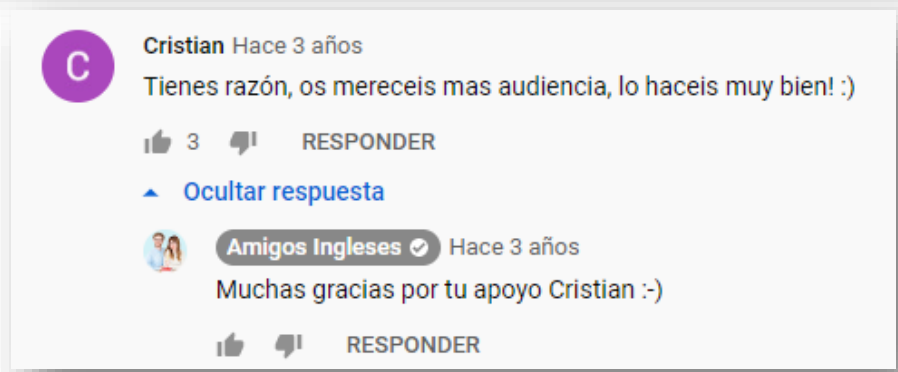 C
Cristian Hace 3 años
Tienes razón, os mereceis mas audiencia, lo haceis muy bien! :)
3 RESPONDER
Ocultar respuesta
Amigos Ingleses Hace 3 años
Muchas gracias por tu apoyo Cristian :-)
RESPONDER